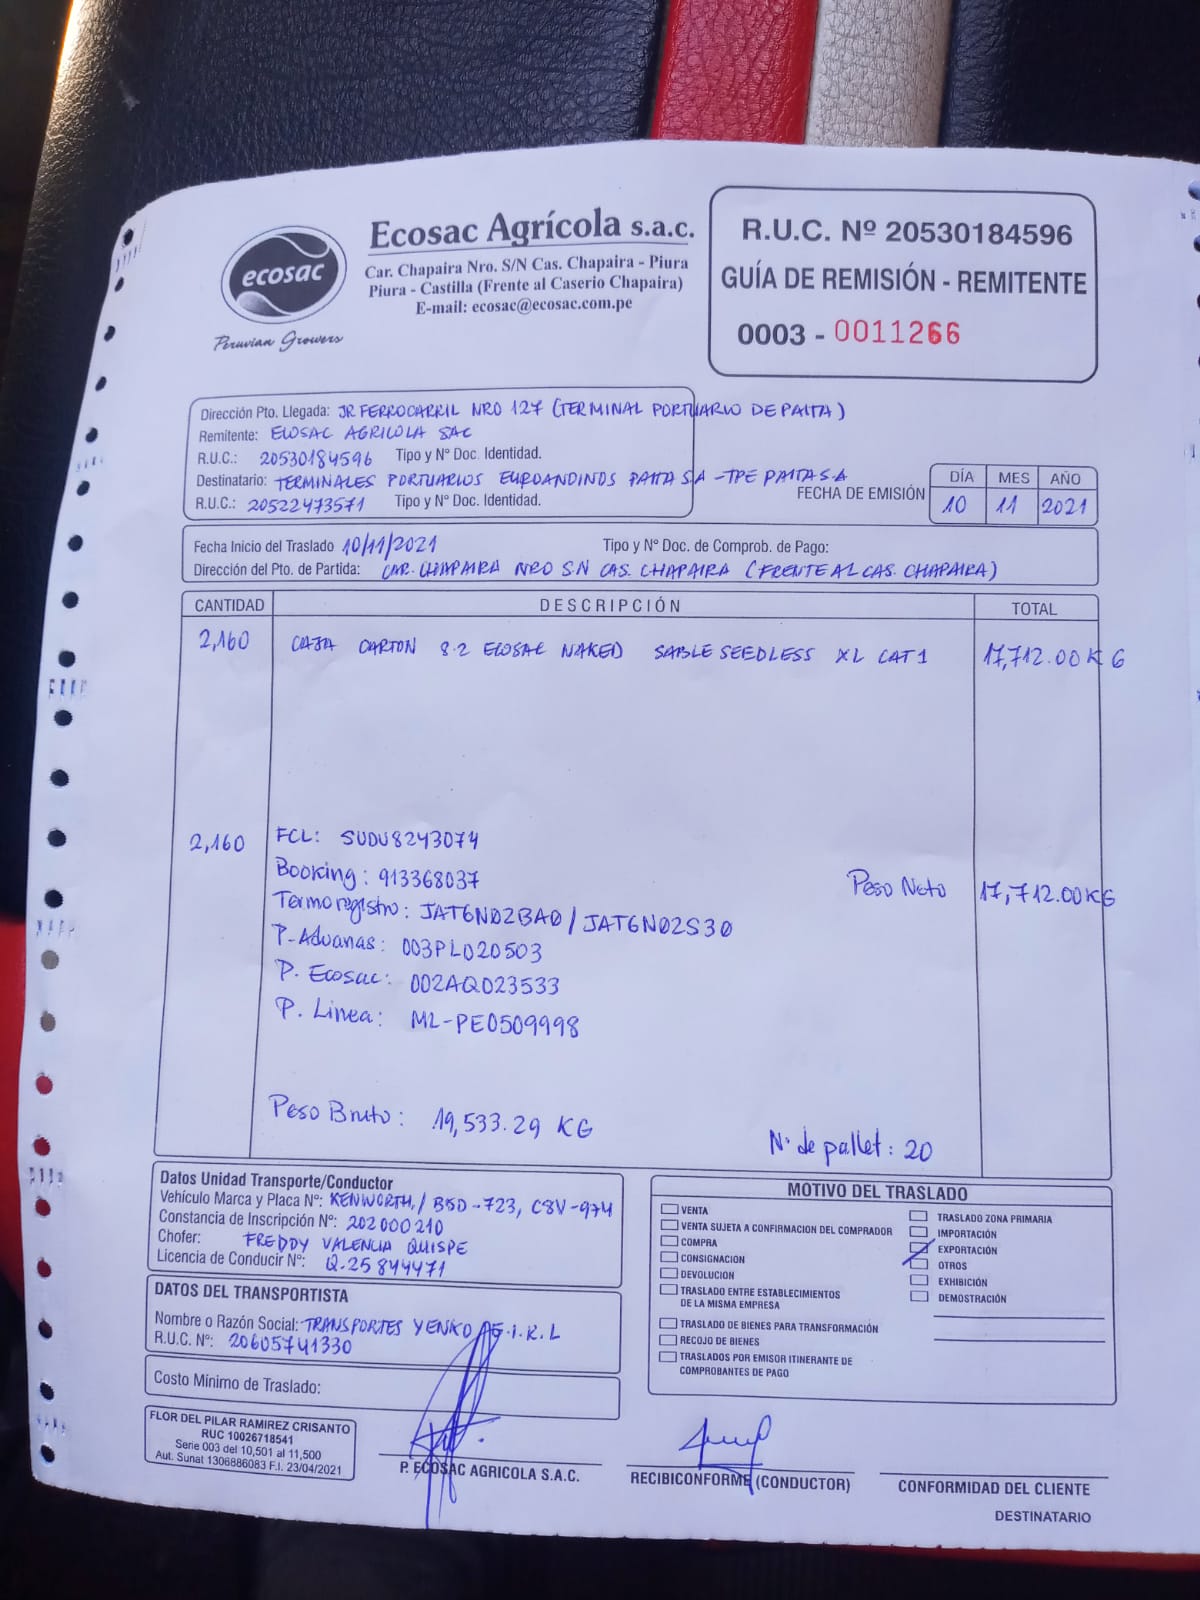 ecosac
Peruvian Growers
Ecosac Agrícola s.a.c.
Car. Chapaira Nro. S/N Cas. Chapaira - Piura
Piura - Castilla (Frente al Caserio Chapaira)
E-mail: ecosac@ecosac.com.pe
R.U.C. Nº 20530184596
GUÍA DE REMISIÓN - REMITENTE
0003 - 0011266
Dirección Pto. Llegada: JR FERROCARRIL NRO 127 (TERMINAL PORTUARIO DE PAITA)
Remitente: ECOSAC AGRICOLA SAC
R.U.C.: 20530184596 Tipo y Nº Doc. Identidad.
Destinatario: TERMINALES PORTUARIOS EUROANDINOS PAITA SA - TPE PAITA S.A
R.U.C.: 20522473571 Tipo y Nº Doc. Identidad.
FECHA DE EMISIÓN DÍA MES AÑO
10 11 2021
Fecha Inicio del Traslado 10/11/2021 Tipo y Nº Doc. de Comprob. de Pago:
Dirección del Pto. de Partida: CAR. CHAPAIRA NRO S.N CAS. CHAPAIRA (FRENTE AL CAS. CHAPAIRA)
CANTIDAD DESCRIPCIÓN TOTAL
2,160 CAJA CARTON 8.2 ECOSAC NAKED SABLE SEEDLESS XL CAT1 17,712.00 KG
2,160 FCL: SUDU8243074
Booking: 913368037 Peso Neto 17,712.00KG
Termoregistro: JAT6N02BA0 / JAT6N02S30
P. Aduanas: 003PL020503
P. Ecosac: 002AQ023533
P. Linea: ML-PE0509998
Peso Bruto: 19,533.29 KG
Nº de pallet: 20
Datos Unidad Transporte/Conductor
Vehículo Marca y Placa Nº: KENWORTH / B5D-723, C8V-974
Constancia de Inscripción Nº: 202000210
Chofer: FREDDY VALENCIA QUISPE
Licencia de Conducir Nº: Q.25844471
DATOS DEL TRANSPORTISTA
Nombre o Razón Social: TRANSPORTES YENKO E.I.R.L
R.U.C. Nº: 20605741330
Costo Mínimo de Traslado:
MOTIVO DEL TRASLADO
VENTA
VENTA SUJETA A CONFIRMACION DEL COMPRADOR
COMPRA
CONSIGNACION
DEVOLUCION
TRASLADO ENTRE ESTABLECIMIENTOS
DE LA MISMA EMPRESA
TRASLADO DE BIENES PARA TRANSFORMACIÓN
RECOJO DE BIENES
TRASLADOS POR EMISOR ITINERANTE DE
COMPROBANTES DE PAGO
TRASLADO ZONA PRIMARIA
IMPORTACIÓN
EXPORTACIÓN
OTROS
EXHIBICIÓN
DEMOSTRACIÓN
FLOR DEL PILAR RAMIREZ CRISANTO
RUC 10026718541
Serie 003 del 10,501 al 11,500
Aut. Sunat 1306886083 F.I. 23/04/2021
P. ECOSAC AGRICOLA S.A.C.
RECIBI CONFORME (CONDUCTOR)
CONFORMIDAD DEL CLIENTE
DESTINATARIO